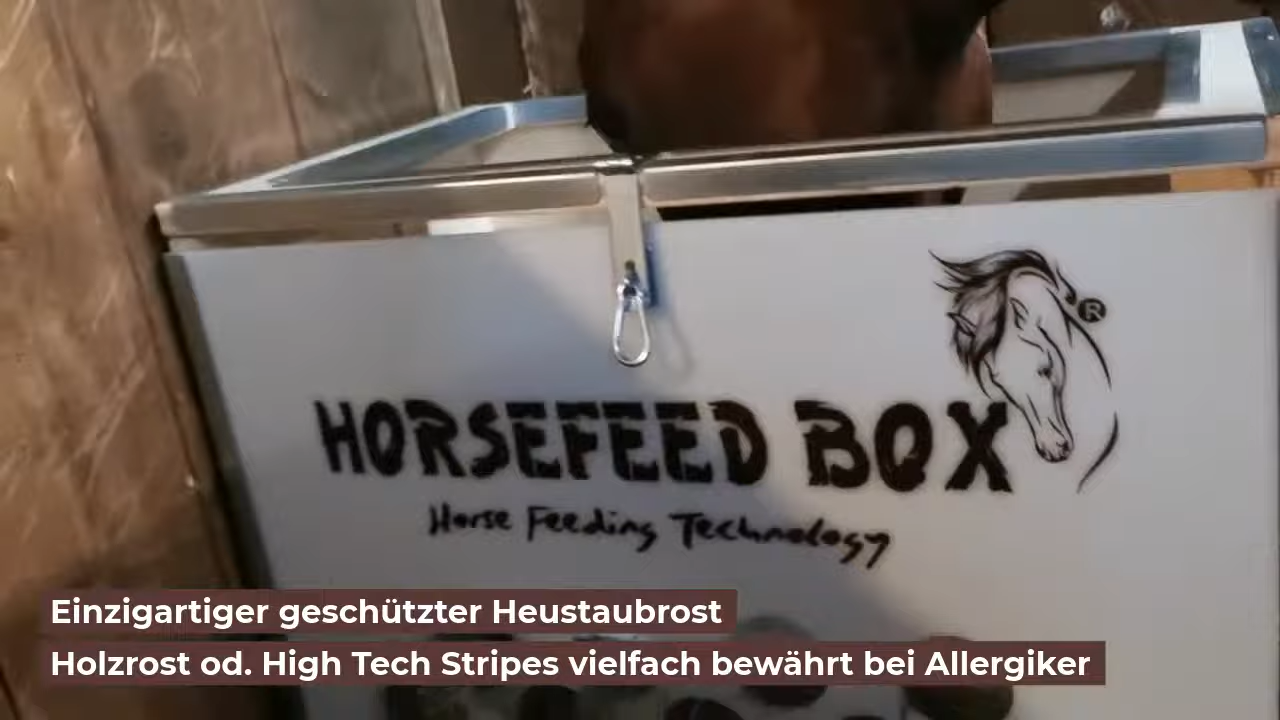 ®
HORSEFEED BOX
Horse Feeding Technology
Einzigartiger geschützter Heustaubrost
Holzrost od. High Tech Stripes vielfach bewährt bei Allergiker